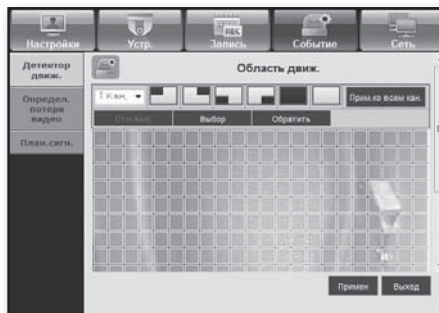 Настройки Устр. Запись Событие Сеть
REC
Детектор движ.
Область движ.
Определ. потери видео
План.сигн.
1 Кан.
Прим.ко всем кан.
Выбор Обратить
Примен Выход